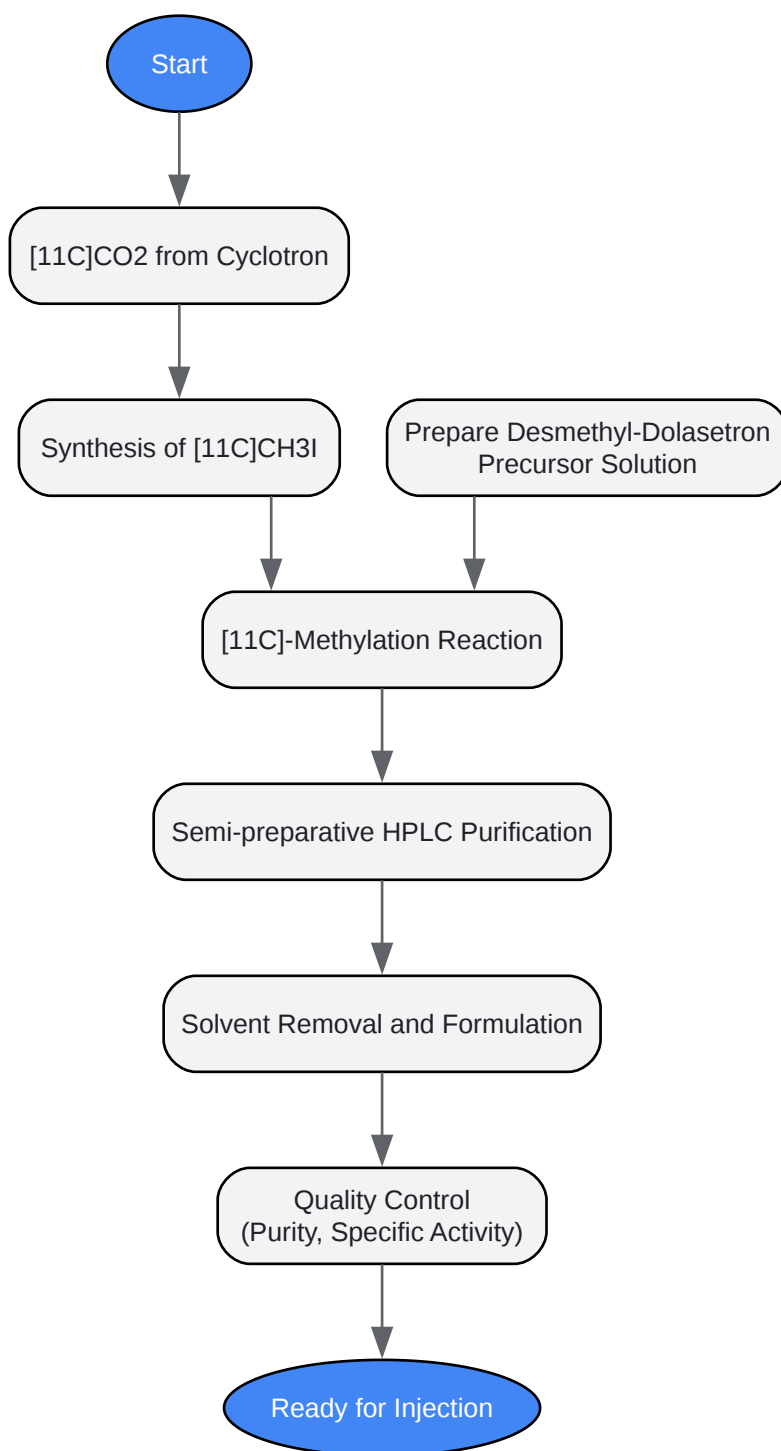 Start
[11C]CO2 from Cyclotron
Synthesis of [11C]CH3I
Prepare Desmethyl-Dolasetron
Precursor Solution
[11C]-Methylation Reaction
Semi-preparative HPLC Purification
Solvent Removal and Formulation
Quality Control
(Purity, Specific Activity)
Ready for Injection